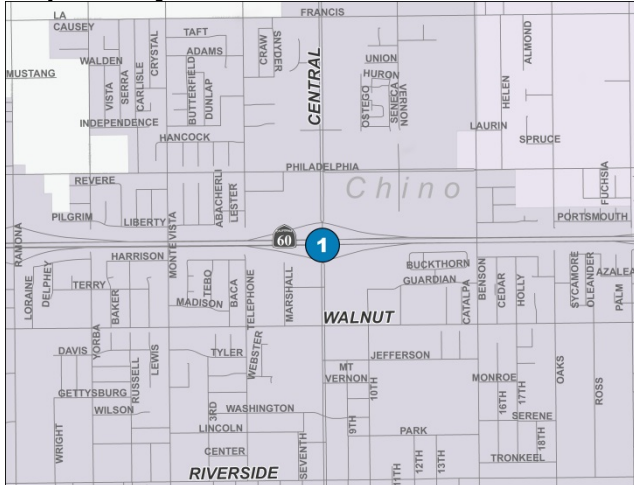 FRANCIS
LA CAUSEY
TAFT
ADAMS
CRAW
SNYDER
CENTRAL
UNION
HURON
ALMOND
MUSTANG
WALDEN
VISTA
SERRA
CARLISLE
CRYSTAL
BUTTERFIELD
DUNLAP
OSTEGO
SENECA
VERNON
HELEN
INDEPENDENCE
HANCOCK
LAURIN
SPRUCE
PHILADELPHIA
Chino
REVERE
ABACHERLI
LESTER
FUCHSIA
PILGRIM
LIBERTY
PORTSMOUTH
RAMONA
MONTE VISTA
60
1
HARRISON
BUCKTHORN
GUARDIAN
LORAINE
DELPHEY
TERRY
BAKER
TEBO
MADISON
BACA
TELEPHONE
MARSHALL
CATALPA
BENSON
CEDAR
HOLLY
SYCAMORE
OLEANDER
AZALEA
PALM
WALNUT
DAVIS
YORBA
RUSSELL
LEWIS
TYLER
WEBSTER
JEFFERSON
MT
VERNON
10TH
MONROE
OAKS
ROSS
GETTYSBURG
WILSON
3RD
WASHINGTON
9TH
16TH
17TH
SERENE
WRIGHT
LINCOLN
CENTER
SEVENTH
PARK
18TH
TRONKEEL
RIVERSIDE
11TH
12TH
13TH